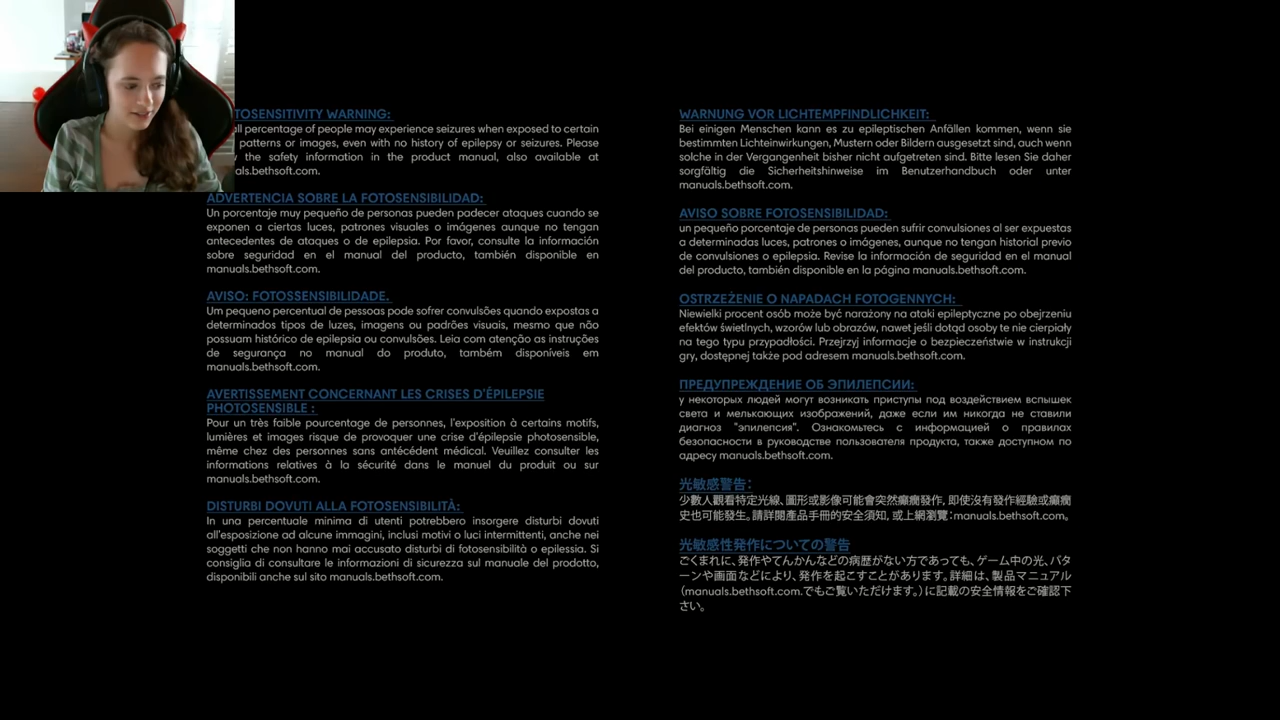 TOSENSITIVITY WARNING:
all percentage of people may experience seizures when exposed to certain
patterns or images, even with no history of epilepsy or seizures. Please
the safety information in the product manual, also available at
als.bethsoft.com.
ADVERTENCIA SOBRE LA FOTOSENSIBILIDAD:
Un porcentaje muy pequeño de personas pueden padecer ataques cuando se
exponen a ciertas luces, patrones visuales o imágenes aunque no tengan
antecedentes de ataques o de epilepsia. Por favor, consulte la información
sobre seguridad en el manual del producto, también disponible en
manuals.bethsoft.com.
AVISO: FOTOSSENSIBILIDADE.
Um pequeno percentual de pessoas pode sofrer convulsões quando expostas a
determinados tipos de luzes, imagens ou padrões visuais, mesmo que não
possuam histórico de epilepsia ou convulsões. Leia com atenção as instruções
de segurança no manual do produto, também disponíveis em
manuals.bethsoft.com.
AVERTISSEMENT CONCERNANT LES CRISES D'ÉPILEPSIE
PHOTOSENSIBLE :
Pour un très faible pourcentage de personnes, l'exposition à certains motifs,
lumières et images risque de provoquer une crise d'épilepsie photosensible,
même chez des personnes sans antécédent médical. Veuillez consulter les
informations relatives à la sécurité dans le manuel du produit ou sur
manuals.bethsoft.com.
DISTURBI DOVUTI ALLA FOTOSENSIBILITÀ:
In una percentuale minima di utenti potrebbero insorgere disturbi dovuti
all'esposizione ad alcune immagini, inclusi motivi o luci intermittenti, anche nei
soggetti che non hanno mai accusato disturbi di fotosensibilità o epilessia. Si
consiglia di consultare le informazioni di sicurezza sul manuale del prodotto,
disponibili anche sul sito manuals.bethsoft.com.
WARNUNG VOR LICHTEMPFINDLICHKEIT:
Bei einigen Menschen kann es zu epileptischen Anfällen kommen, wenn sie
bestimmten Lichteinwirkungen, Mustern oder Bildern ausgesetzt sind, auch wenn
solche in der Vergangenheit bisher nicht aufgetreten sind. Bitte lesen Sie daher
sorgfältig die Sicherheitshinweise im Benutzerhandbuch oder unter
manuals.bethsoft.com.
AVISO SOBRE FOTOSENSIBILIDAD:
un pequeño porcentaje de personas pueden sufrir convulsiones al ser expuestas
a determinadas luces, patrones o imágenes, aunque no tengan historial previo
de convulsiones o epilepsia. Revise la información de seguridad en el manual
del producto, también disponible en la página manuals.bethsoft.com.
OSTRZEŻENIE O NAPADACH FOTOGENNYCH:
Niewielki procent osób może być narażony na ataki epileptyczne po obejrzeniu
efektów świetlnych, wzorów lub obrazów, nawet jeśli dotąd osoby te nie cierpiały
na tego typu przypadłości. Przejrzyj informacje o bezpieczeństwie w instrukcji
gry, dostępnej także pod adresem manuals.bethsoft.com.
ПРЕДУПРЕЖДЕНИЕ ОБ ЭПИЛЕПСИИ:
у некоторых людей могут возникать приступы под воздействием вспышек
света и мелькающих изображений, даже если им никогда не ставили
диагноз "эпилепсия". Ознакомьтесь с информацией о правилах
безопасности в руководстве пользователя продукта, также доступном по
адресу manuals.bethsoft.com.
光敏感警告：
少數人觀看特定光線、圖形或影像可能會突然癲癇發作, 即使沒有發作經驗或癲癇
史也可能發生。請詳閱產品手冊的安全須知, 或上網瀏覽：manuals.bethsoft.com。
光敏感性発作についての警告
ごくまれに、発作やてんかんなどの病歴がない方であっても、ゲーム中の光、パタ
ーンや画面などにより、発作を起こすことがあります。詳細は、製品マニュアル
（manuals.bethsoft.com.でもご覧いただけます。）に記載の安全情報をご確認下
さい。